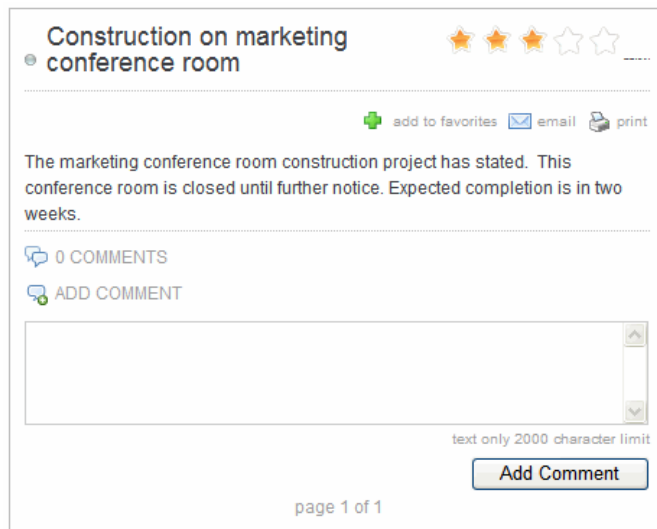 Construction on marketing
conference room
add to favorites email print
The marketing conference room construction project has stated. This
conference room is closed until further notice. Expected completion is in two
weeks.
0 COMMENTS
ADD COMMENT
text only 2000 character limit
Add Comment
page 1 of 1